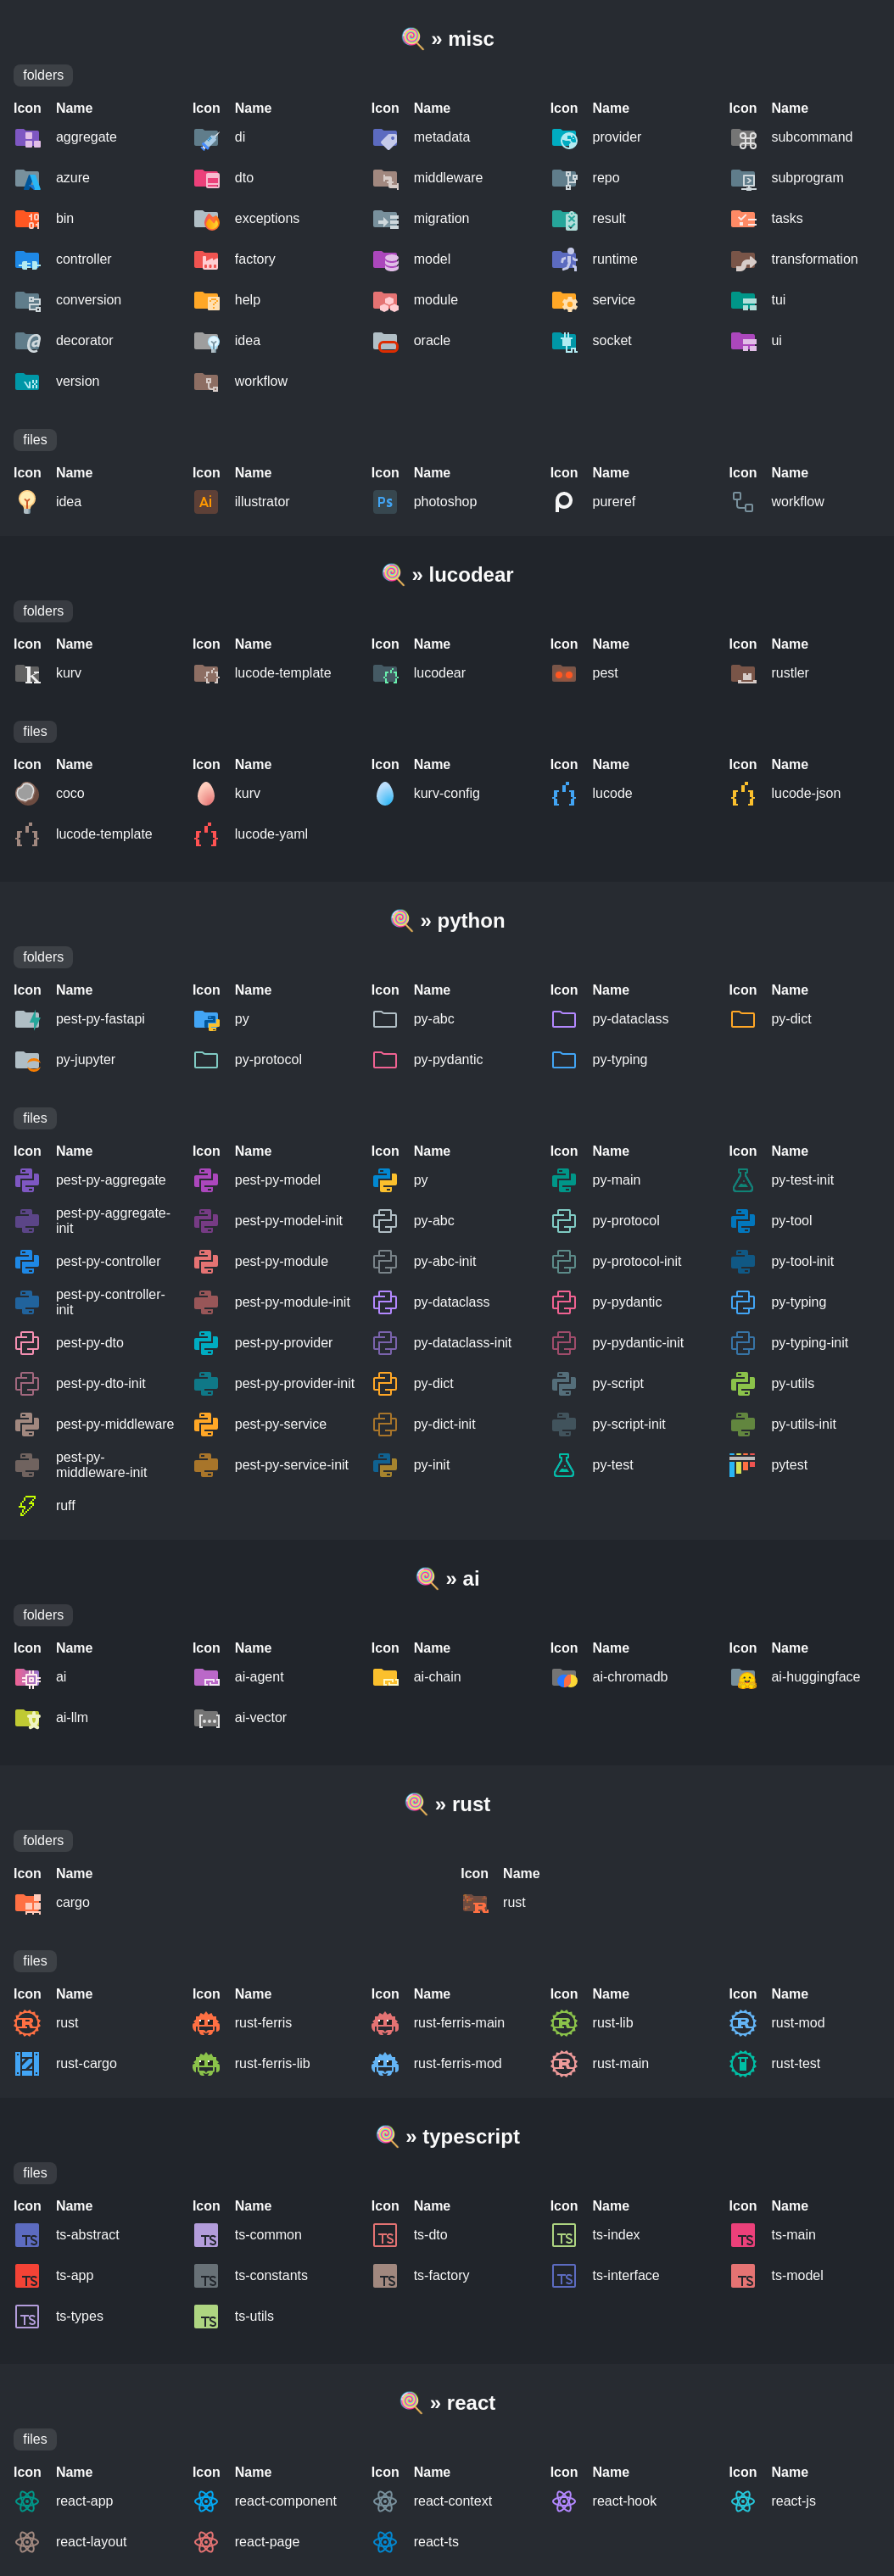 » misc
folders
Icon Name Icon Name Icon Name Icon Name Icon Name
aggregate di metadata provider subcommand
azure dto middleware repo subprogram
bin exceptions migration result tasks
controller factory model runtime transformation
conversion help module service tui
decorator idea oracle socket ui
version workflow
files
Icon Name Icon Name Icon Name Icon Name Icon Name
idea illustrator photoshop pureref workflow
» lucodear
folders
Icon Name Icon Name Icon Name Icon Name Icon Name
kurv lucode-template lucodear pest rustler
files
Icon Name Icon Name Icon Name Icon Name Icon Name
coco kurv kurv-config lucode lucode-json
lucode-template lucode-yaml
» python
folders
Icon Name Icon Name Icon Name Icon Name Icon Name
pest-py-fastapi py py-abc py-dataclass py-dict
py-jupyter py-protocol py-pydantic py-typing
files
Icon Name Icon Name Icon Name Icon Name Icon Name
pest-py-aggregate pest-py-model py py-main py-test-init
pest-py-aggregate-
init pest-py-model-init py-abc py-protocol py-tool
pest-py-controller pest-py-module py-abc-init py-protocol-init py-tool-init
pest-py-controller-
init pest-py-module-init py-dataclass py-pydantic py-typing
pest-py-dto pest-py-provider py-dataclass-init py-pydantic-init py-typing-init
pest-py-dto-init pest-py-provider-init py-dict py-script py-utils
pest-py-middleware pest-py-service py-dict-init py-script-init py-utils-init
pest-py-
middleware-init pest-py-service-init py-init py-test pytest
ruff
» ai
folders
Icon Name Icon Name Icon Name Icon Name Icon Name
ai ai-agent ai-chain ai-chromadb ai-huggingface
ai-llm ai-vector
» rust
folders
Icon Name Icon Name
cargo rust
files
Icon Name Icon Name Icon Name Icon Name Icon Name
rust rust-ferris rust-ferris-main rust-lib rust-mod
rust-cargo rust-ferris-lib rust-ferris-mod rust-main rust-test
» typescript
files
Icon Name Icon Name Icon Name Icon Name Icon Name
TS ts-abstract TS ts-common TS ts-dto TS ts-index TS ts-main
TS ts-app TS ts-constants TS ts-factory TS ts-interface TS ts-model
TS ts-types TS ts-utils
» react
files
Icon Name Icon Name Icon Name Icon Name Icon Name
react-app react-component react-context react-hook react-js
react-layout react-page react-ts